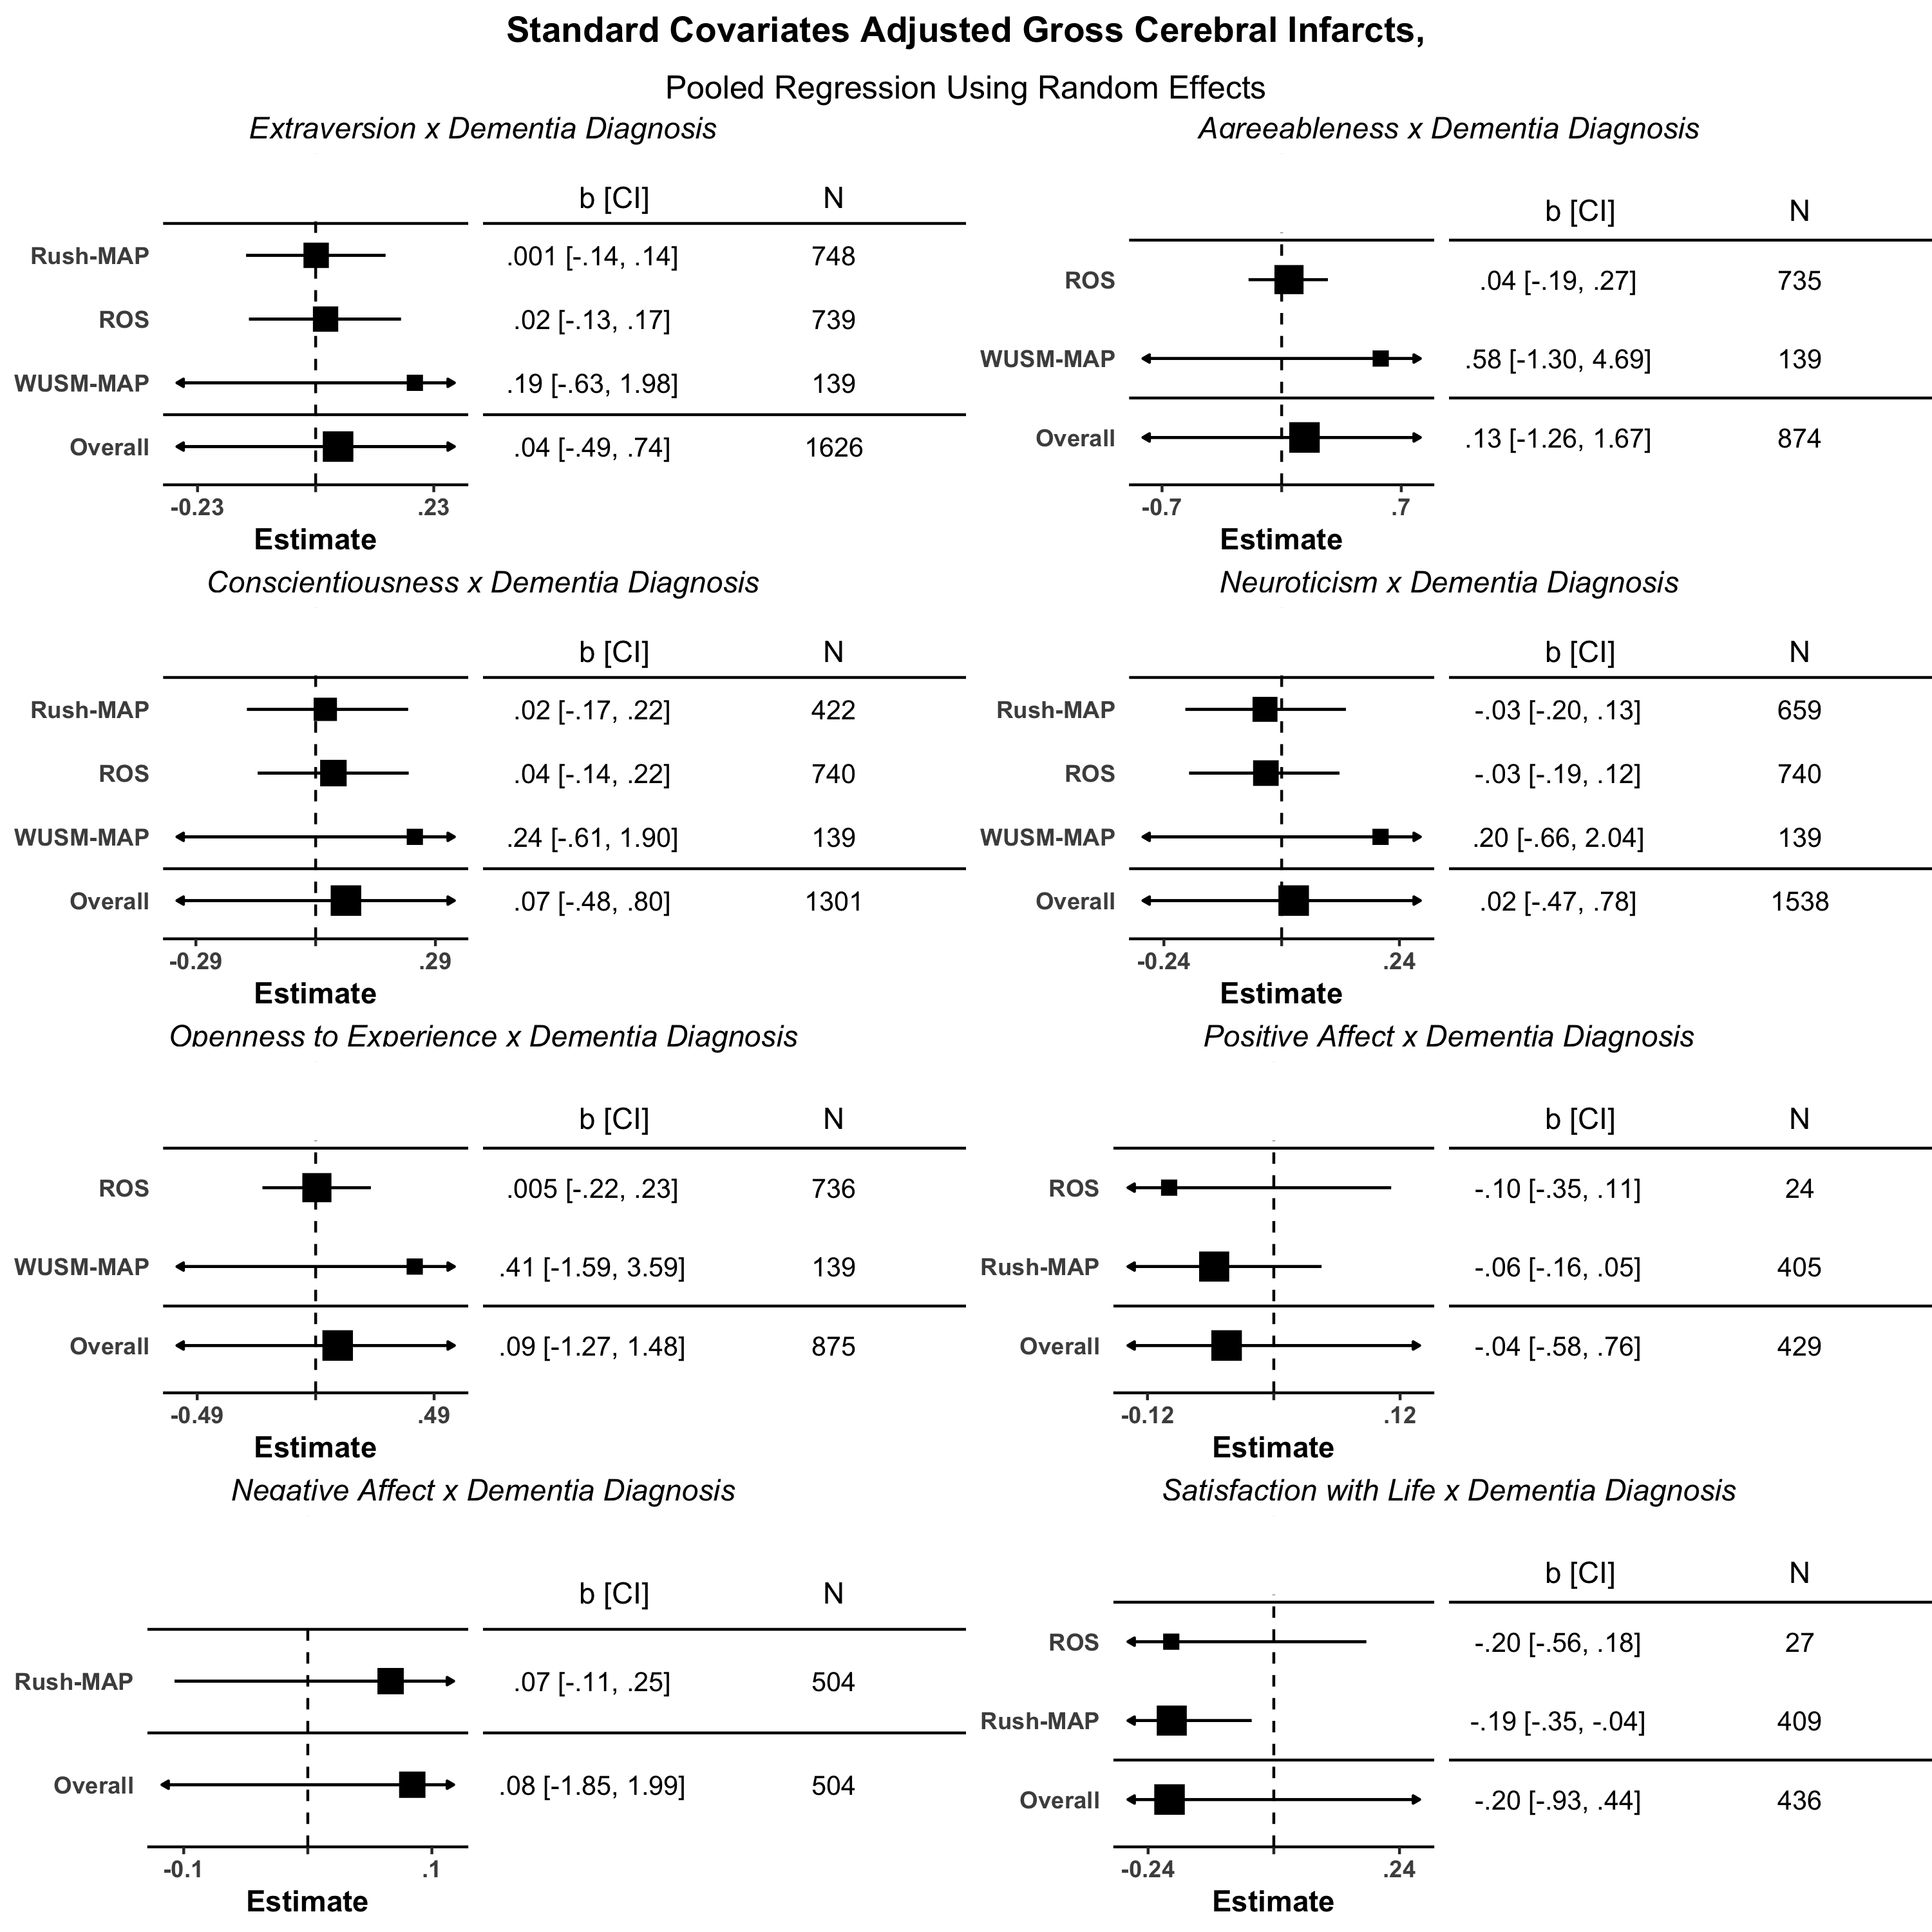 Standard Covariates Adjusted Gross Cerebral Infarcts,
Pooled Regression Using Random Effects
Extraversion x Dementia Diagnosis
b [CI] N
Rush-MAP .001 [-.14, .14] 748
ROS .02 [-.13, .17] 739
WUSM-MAP .19 [-.63, 1.98] 139
Overall .04 [-.49, .74] 1626
-0.23 .23
Estimate
Agreeableness x Dementia Diagnosis
b [CI] N
ROS .04 [-.19, .27] 735
WUSM-MAP .58 [-1.30, 4.69] 139
Overall .13 [-1.26, 1.67] 874
-0.7 .7
Estimate
Conscientiousness x Dementia Diagnosis
b [CI] N
Rush-MAP .02 [-.17, .22] 422
ROS .04 [-.14, .22] 740
WUSM-MAP .24 [-.61, 1.90] 139
Overall .07 [-.48, .80] 1301
-0.29 .29
Estimate
Neuroticism x Dementia Diagnosis
b [CI] N
Rush-MAP -.03 [-.20, .13] 659
ROS -.03 [-.19, .12] 740
WUSM-MAP .20 [-.66, 2.04] 139
Overall .02 [-.47, .78] 1538
-0.24 .24
Estimate
Openness to Experience x Dementia Diagnosis
b [CI] N
ROS .005 [-.22, .23] 736
WUSM-MAP .41 [-1.59, 3.59] 139
Overall .09 [-1.27, 1.48] 875
-0.49 .49
Estimate
Positive Affect x Dementia Diagnosis
b [CI] N
ROS -.10 [-.35, .11] 24
Rush-MAP -.06 [-.16, .05] 405
Overall -.04 [-.58, .76] 429
-0.12 .12
Estimate
Negative Affect x Dementia Diagnosis
b [CI] N
Rush-MAP .07 [-.11, .25] 504
Overall .08 [-1.85, 1.99] 504
-0.1 .1
Estimate
Satisfaction with Life x Dementia Diagnosis
b [CI] N
ROS -.20 [-.56, .18] 27
Rush-MAP -.19 [-.35, -.04] 409
Overall -.20 [-.93, .44] 436
-0.24 .24
Estimate